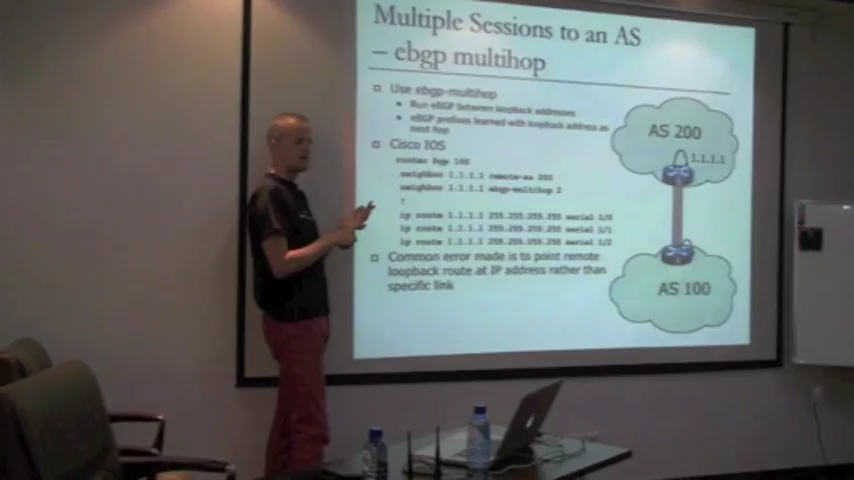 Multiple Sessions to an AS
– ebgp multihop
Use ebgp-multihop
Run eBGP between loopback addresses
eBGP prefixes learned with loopback address as
next hop
Cisco IOS
router bgp 100
neighbor 1.1.1.1 remote-as 200
neighbor 1.1.1.1 ebgp-multihop 2
!
ip route 1.1.1.1 255.255.255.255 serial 1/0
ip route 1.1.1.1 255.255.255.255 serial 1/1
ip route 1.1.1.1 255.255.255.255 serial 1/2
Common error made is to point remote
loopback route at IP address rather than
specific link
AS 200
1.1.1.1
AS 100